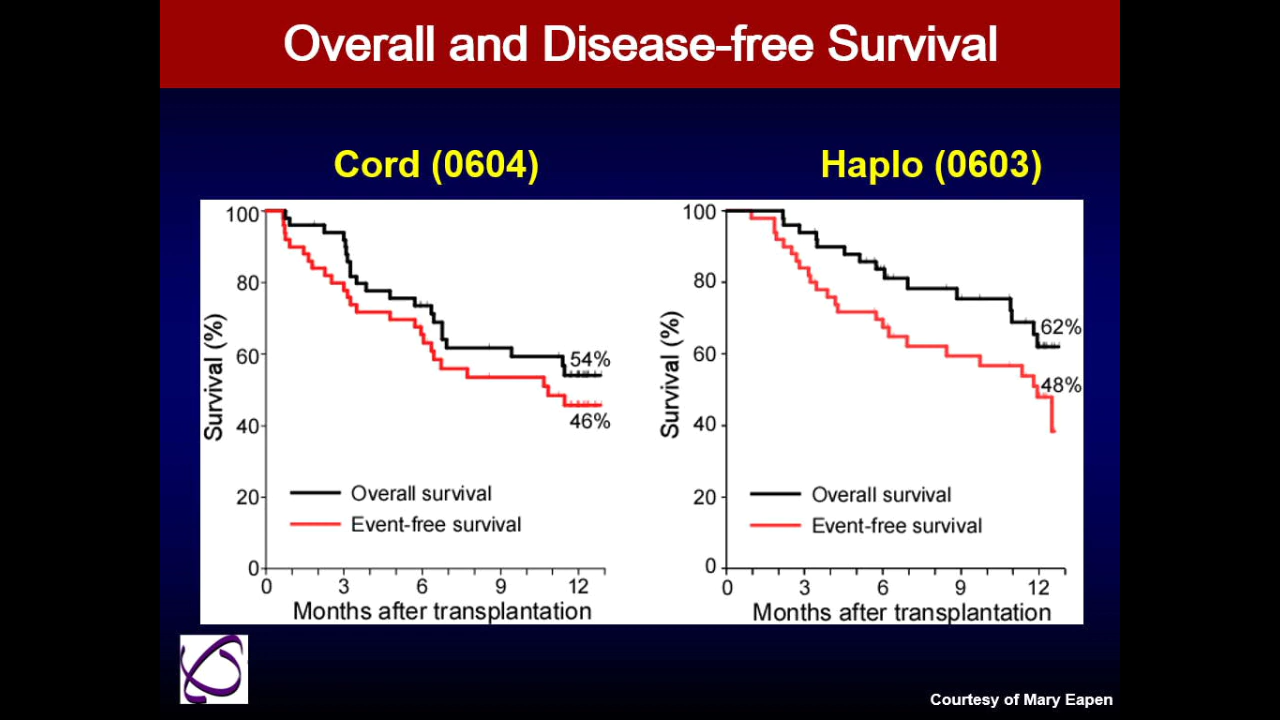 Overall and Disease-free Survival
Cord (0604)
Haplo (0603)
Survival (%)
100
80
60
40
20
0
54%
46%
Overall survival
Event-free survival
0 3 6 9 12
Months after transplantation
Survival (%)
100
80
60
40
20
0
62%
48%
Overall survival
Event-free survival
0 3 6 9 12
Months after transplantation
Courtesy of Mary Eapen